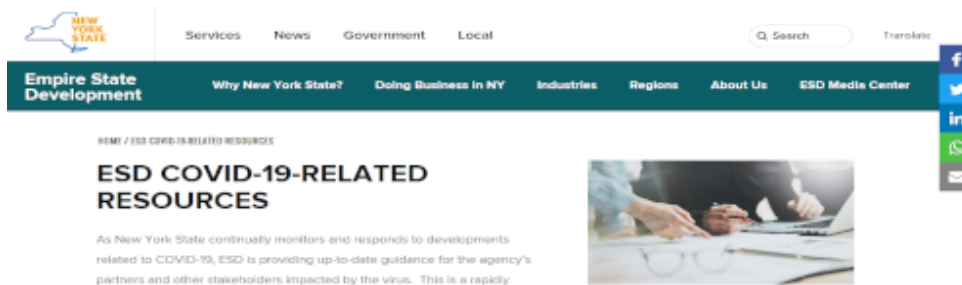 NEW
YORK
STATE
Services News Government Local
Search Translate
Empire State
Development
Why New York State? Doing Business in NY Industries Regions About Us ESD Media Center
HOME / ESD COVID-19-RELATED RESOURCES
ESD COVID-19-RELATED
RESOURCES
As New York State continually monitors and responds to developments
related to COVID-19, ESD is providing up-to-date guidance for the agency's
partners and other stakeholders impacted by the virus. This is a rapidly